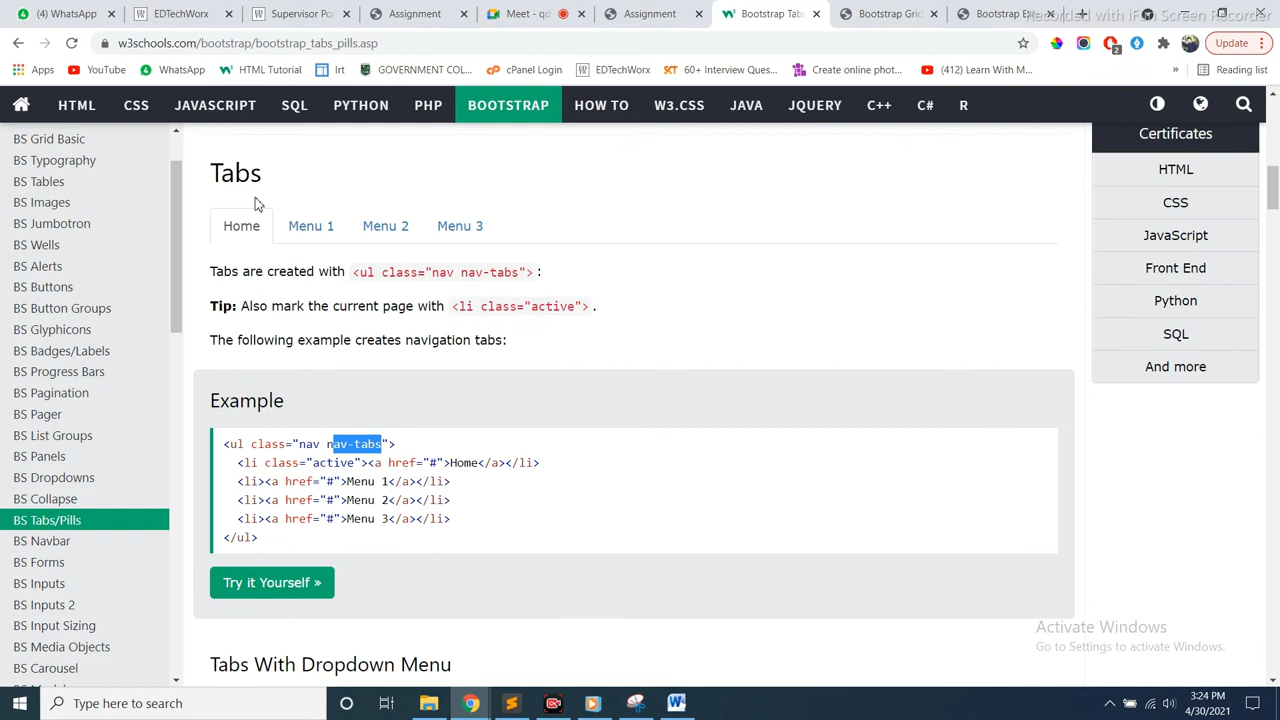 (4) WhatsApp
EDTechWorx
Supervisor Por
Assignment
Meet - qd
Assignment
Bootstrap Tabs
Bootstrap Grid
Bootstrap Exa
Recorded with iFun Screen Recorder
w3schools.com/bootstrap/bootstrap_tabs_pills.asp
2
Update
Apps
YouTube
WhatsApp
HTML Tutorial
lrt
GOVERNMENT COL...
cPanel Login
EDTechWorx
60+ Interview Ques...
Create online phot...
(412) Learn With M...
»
Reading list
HTML CSS JAVASCRIPT SQL PYTHON PHP BOOTSTRAP HOW TO W3.CSS JAVA JQUERY C++ C# R
BS Grid Basic
BS Typography
BS Tables
BS Images
BS Jumbotron
BS Wells
BS Alerts
BS Buttons
BS Button Groups
BS Glyphicons
BS Badges/Labels
BS Progress Bars
BS Pagination
BS Pager
BS List Groups
BS Panels
BS Dropdowns
BS Collapse
BS Tabs/Pills
BS Navbar
BS Forms
BS Inputs
BS Inputs 2
BS Input Sizing
BS Media Objects
BS Carousel
Tabs
Home Menu 1 Menu 2 Menu 3
Tabs are created with <ul class="nav nav-tabs"> :
Tip: Also mark the current page with <li class="active"> .
The following example creates navigation tabs:
Example
<ul class="nav nav-tabs">
<li class="active"><a href="#">Home</a></li>
<li><a href="#">Menu 1</a></li>
<li><a href="#">Menu 2</a></li>
<li><a href="#">Menu 3</a></li>
</ul>
Try it Yourself »
Tabs With Dropdown Menu
Certificates
HTML
CSS
JavaScript
Front End
Python
SQL
And more
Activate Windows
Go to Settings to activate Windows.
Type here to search
3:24 PM
4/30/2021